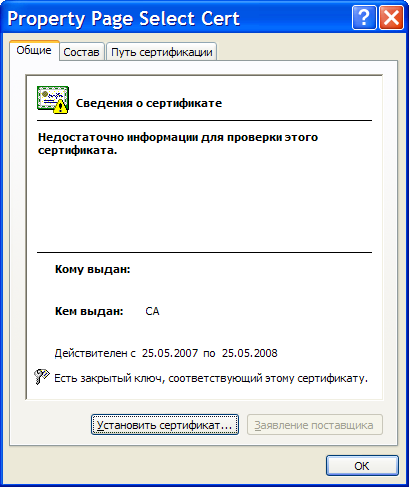 Property Page Select Cert
Общие Состав Путь сертификации
Сведения о сертификате
Недостаточно информации для проверки этого
сертификата.
Кому выдан:
Кем выдан: CA
Действителен с 25.05.2007 по 25.05.2008
Есть закрытый ключ, соответствующий этому сертификату.
Установить сертификат... Заявление поставщика
ОК